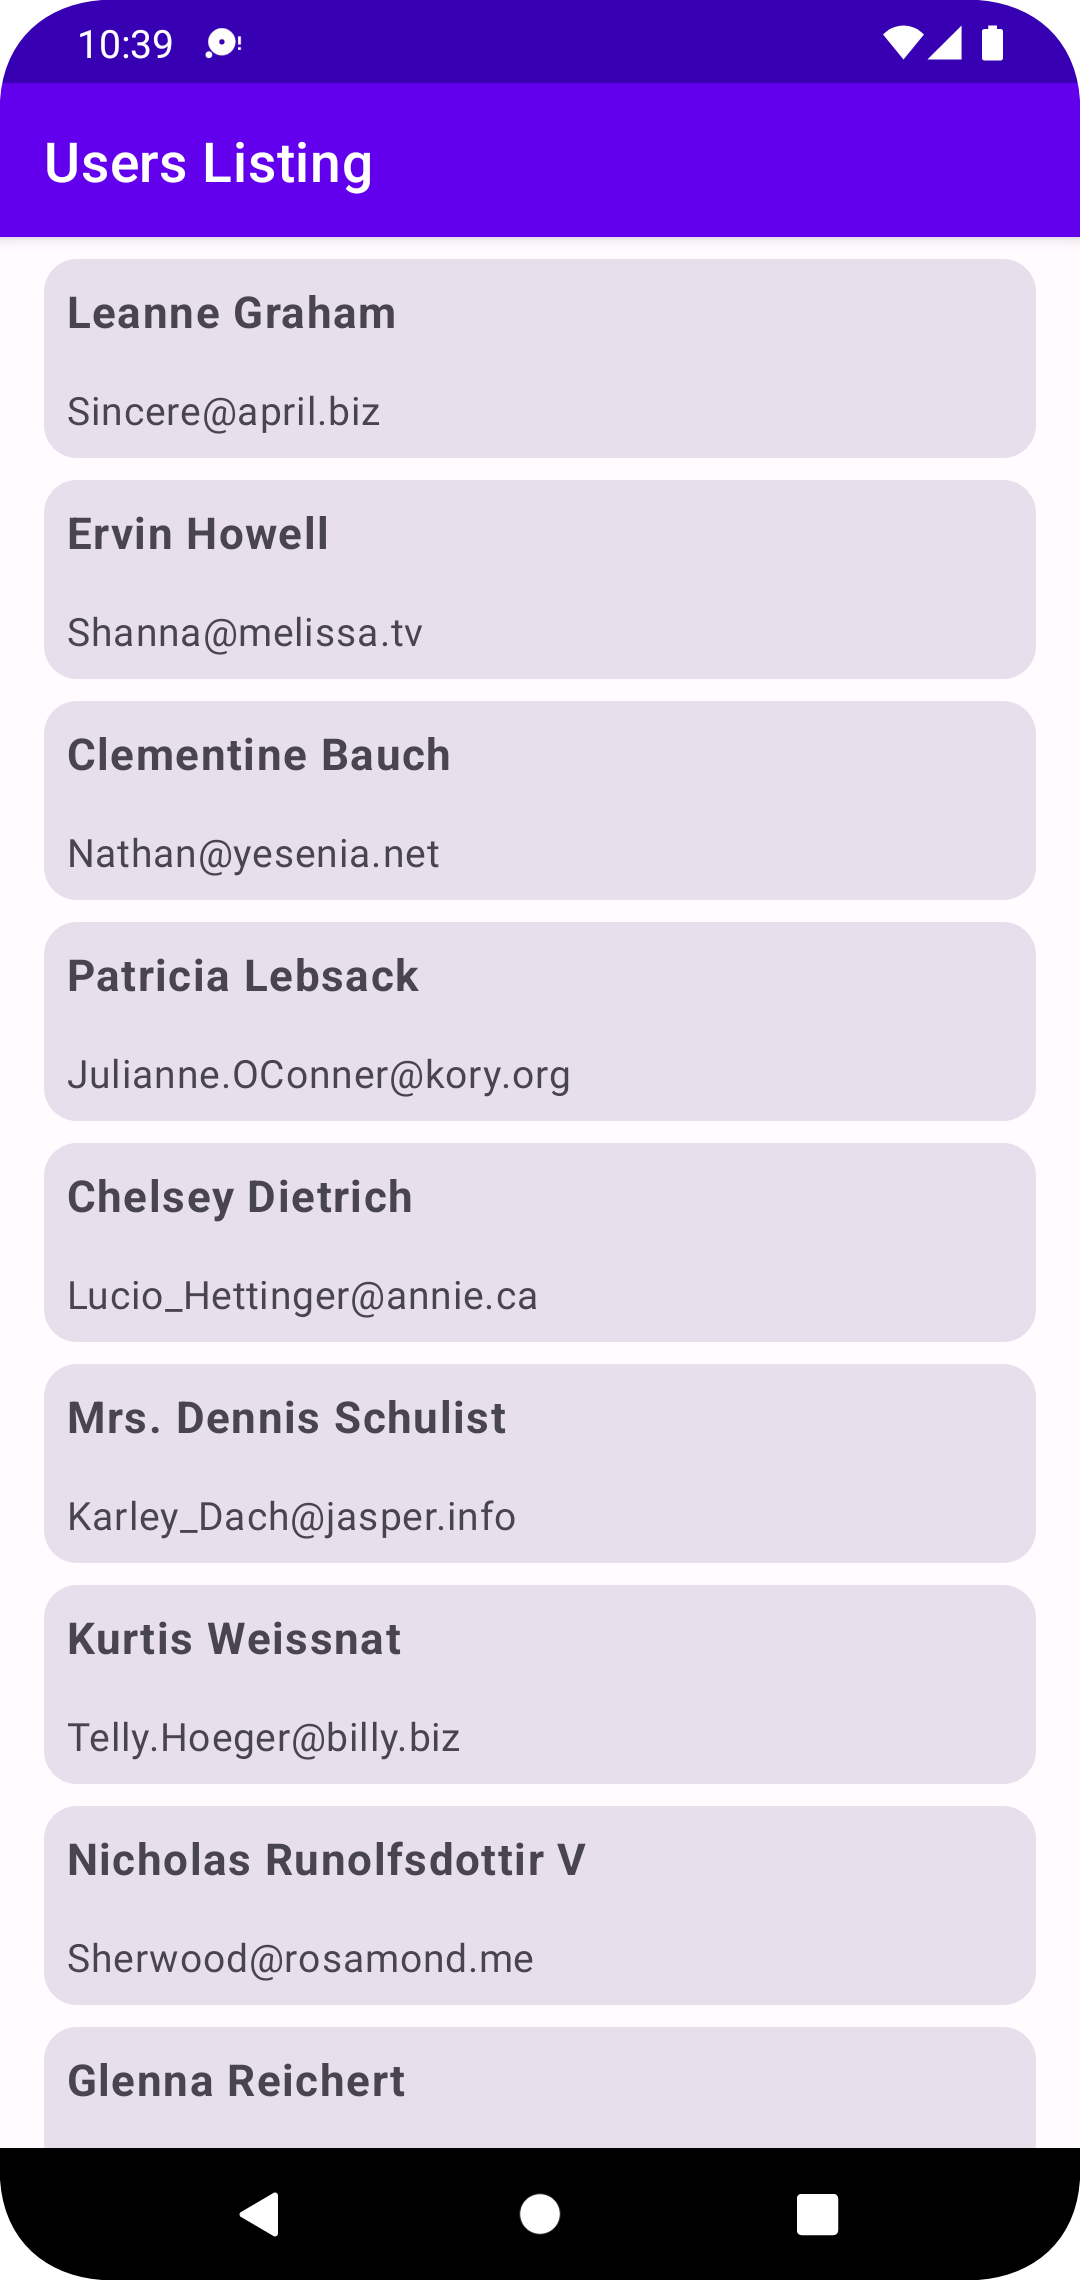 10:39
Users Listing
Leanne Graham
Sincere@april.biz
Ervin Howell
Shanna@melissa.tv
Clementine Bauch
Nathan@yesenia.net
Patricia Lebsack
Julianne.OConner@kory.org
Chelsey Dietrich
Lucio_Hettinger@annie.ca
Mrs. Dennis Schulist
Karley_Dach@jasper.info
Kurtis Weissnat
Telly.Hoeger@billy.biz
Nicholas Runolfsdottir V
Sherwood@rosamond.me
Glenna Reichert